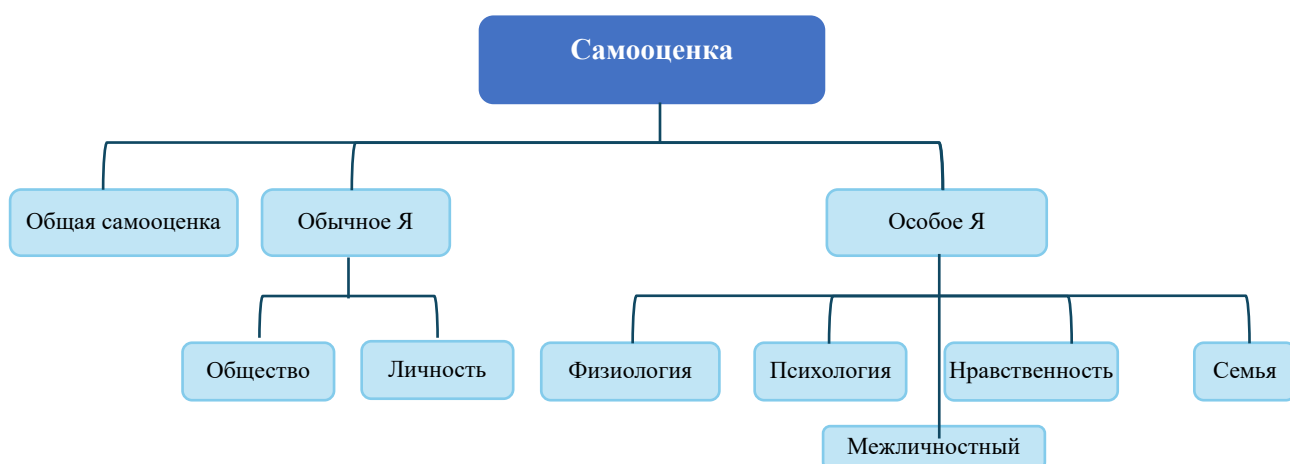 Самооценка
Общая самооценка
Обычное Я
Особое Я
Общество
Личность
Физиология
Психология
Нравственность
Семья
Межличностный